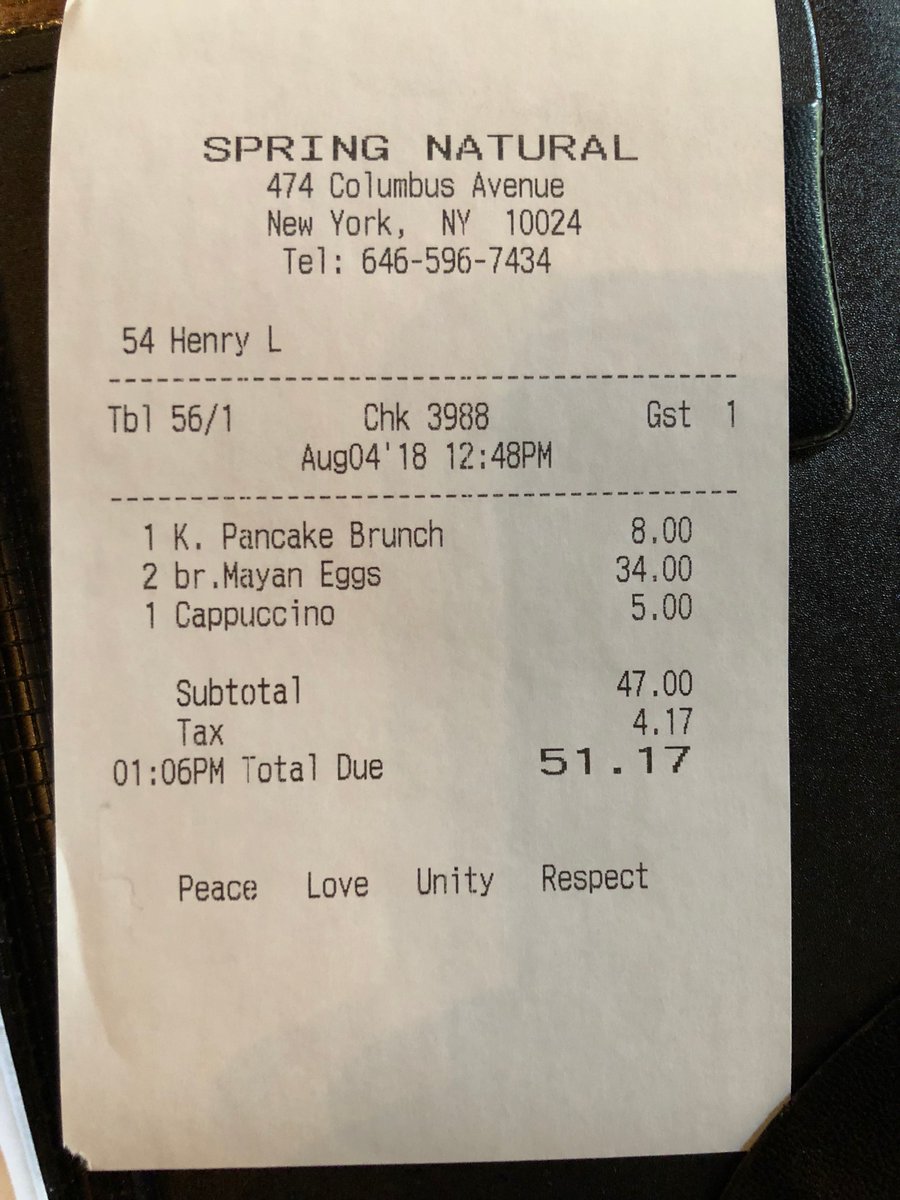 SPRING NATURAL
474 Columbus Avenue
New York, NY 10024
Tel: 646-596-7434
54 Henry L
Tbl 56/1 Chk 3988 Gst 1
Aug04'18 12:48PM
1 K. Pancake Brunch 8.00
2 br.Mayan Eggs 34.00
1 Cappuccino 5.00
Subtotal 47.00
Tax 4.17
01:06PM Total Due 51.17
Peace Love Unity Respect